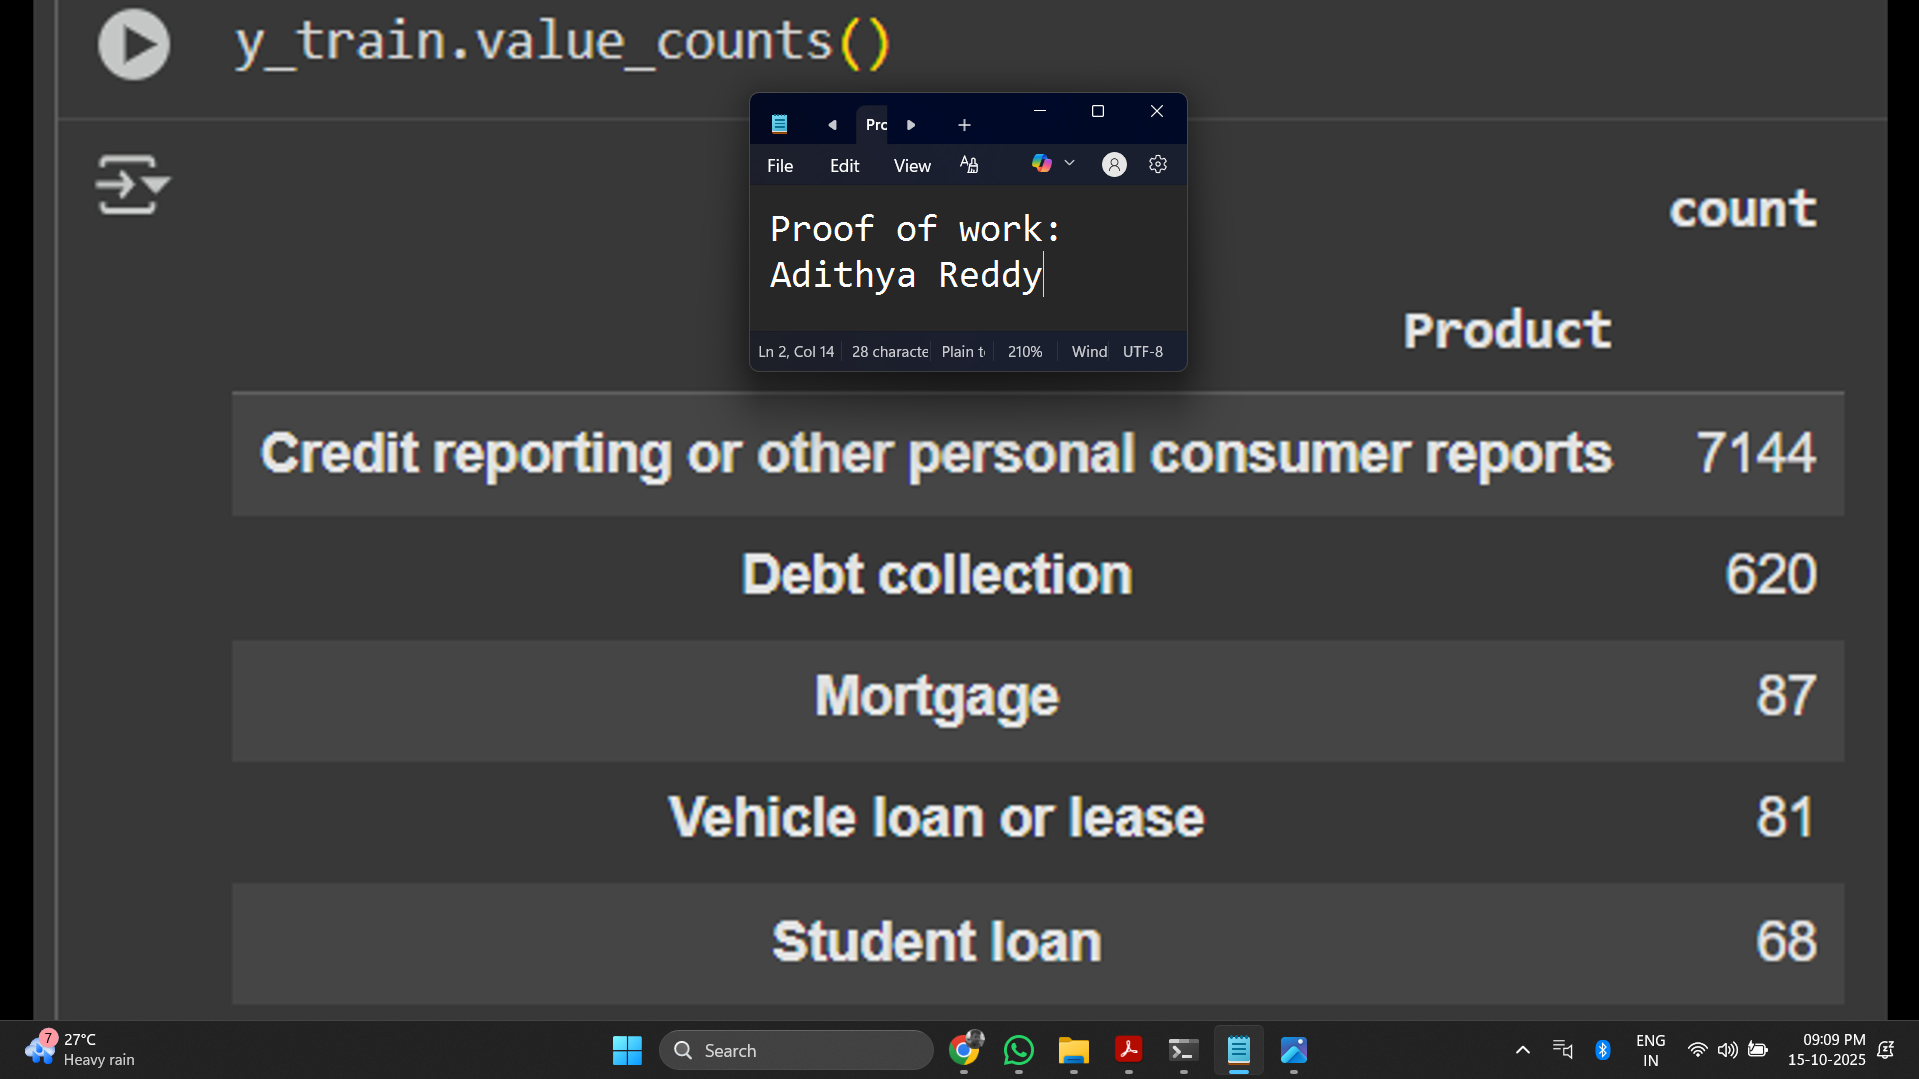 y_train.value_counts()
Pro
File Edit View
Proof of work:
Adithya Reddy
Ln 2, Col 14 28 characte Plain t 210% Wind UTF-8
count
Product
Credit reporting or other personal consumer reports 7144
Debt collection 620
Mortgage 87
Vehicle loan or lease 81
Student loan 68
7
27°C
Heavy rain
Search
ENG
IN
09:09 PM
15-10-2025